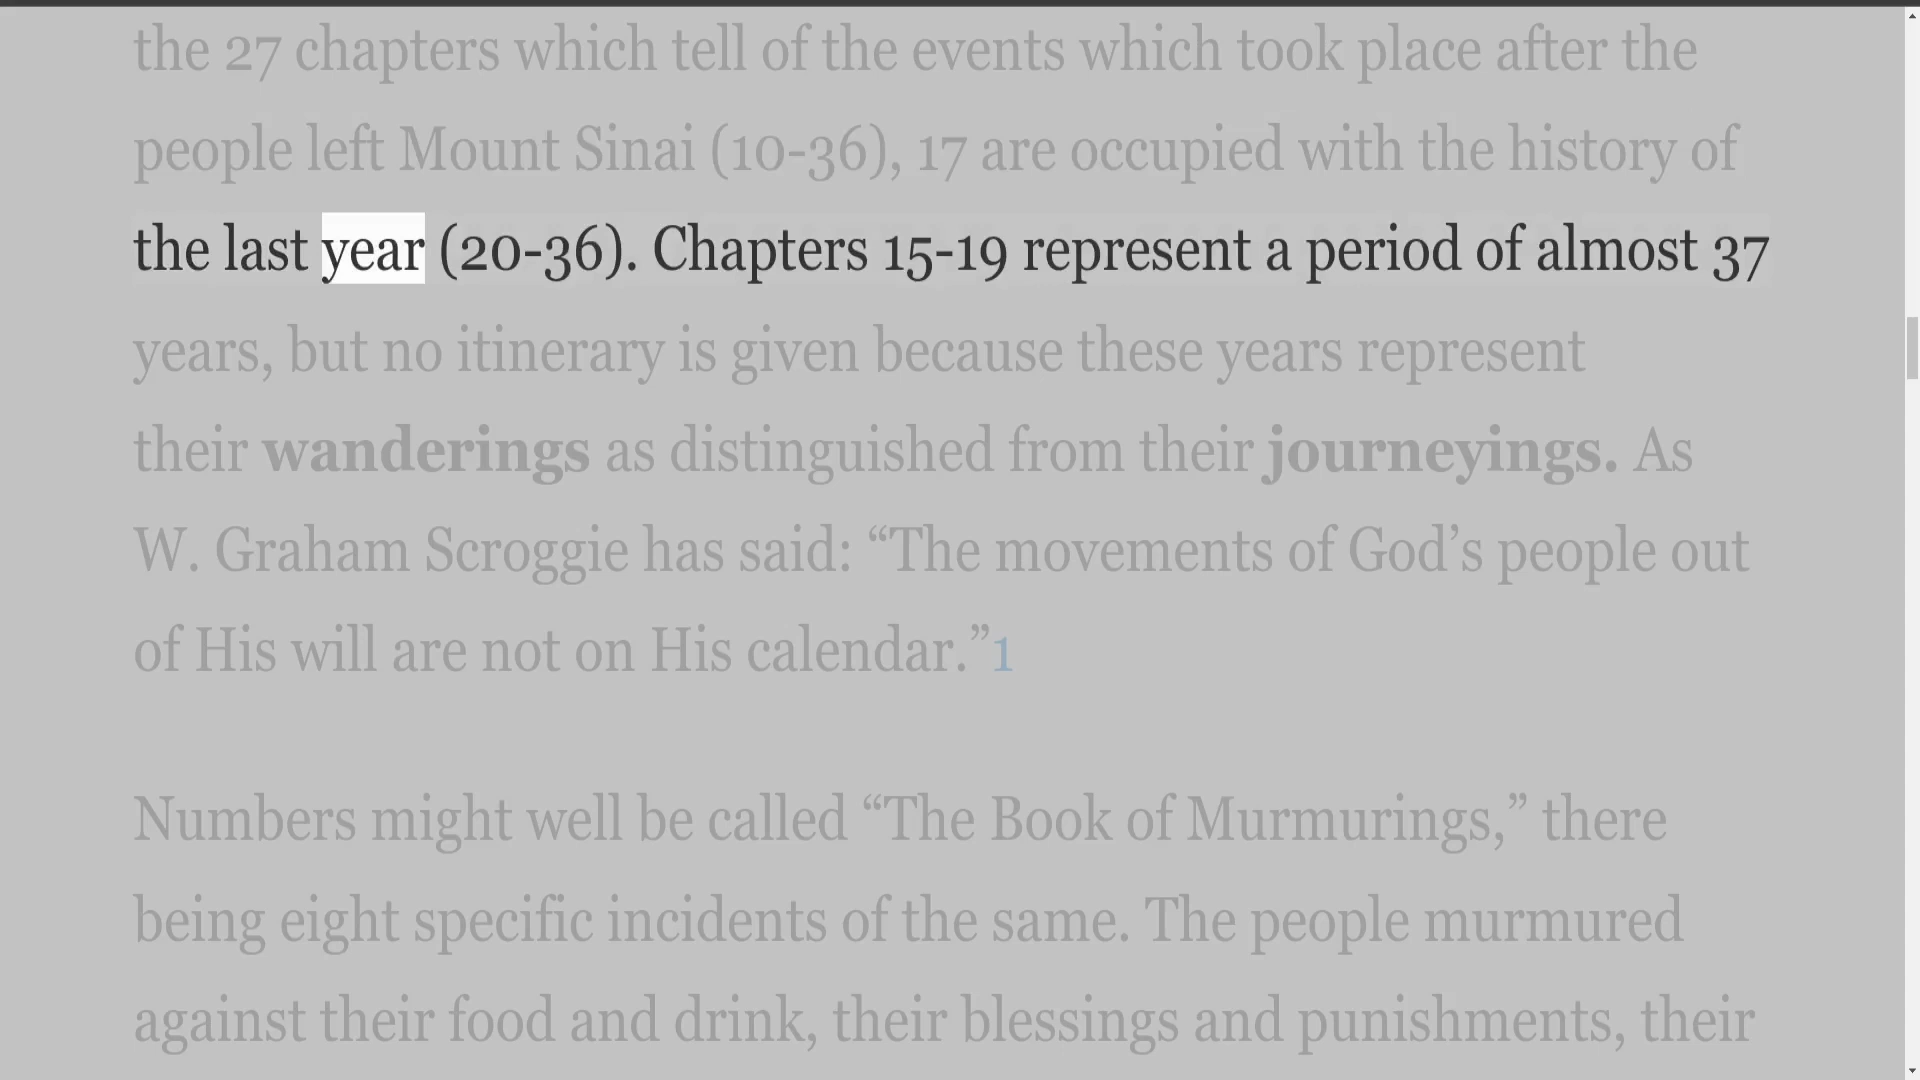 the 27 chapters which tell of the events which took place after the
people left Mount Sinai (10-36), 17 are occupied with the history of
the last year (20-36). Chapters 15-19 represent a period of almost 37
years, but no itinerary is given because these years represent
their wanderings as distinguished from their journeyings. As
W. Graham Scroggie has said: “The movements of God’s people out
of His will are not on His calendar.”1
Numbers might well be called “The Book of Murmurings,” there
being eight specific incidents of the same. The people murmured
against their food and drink, their blessings and punishments, their